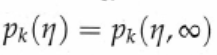 pₖ(η) = pₖ(η, ∞)